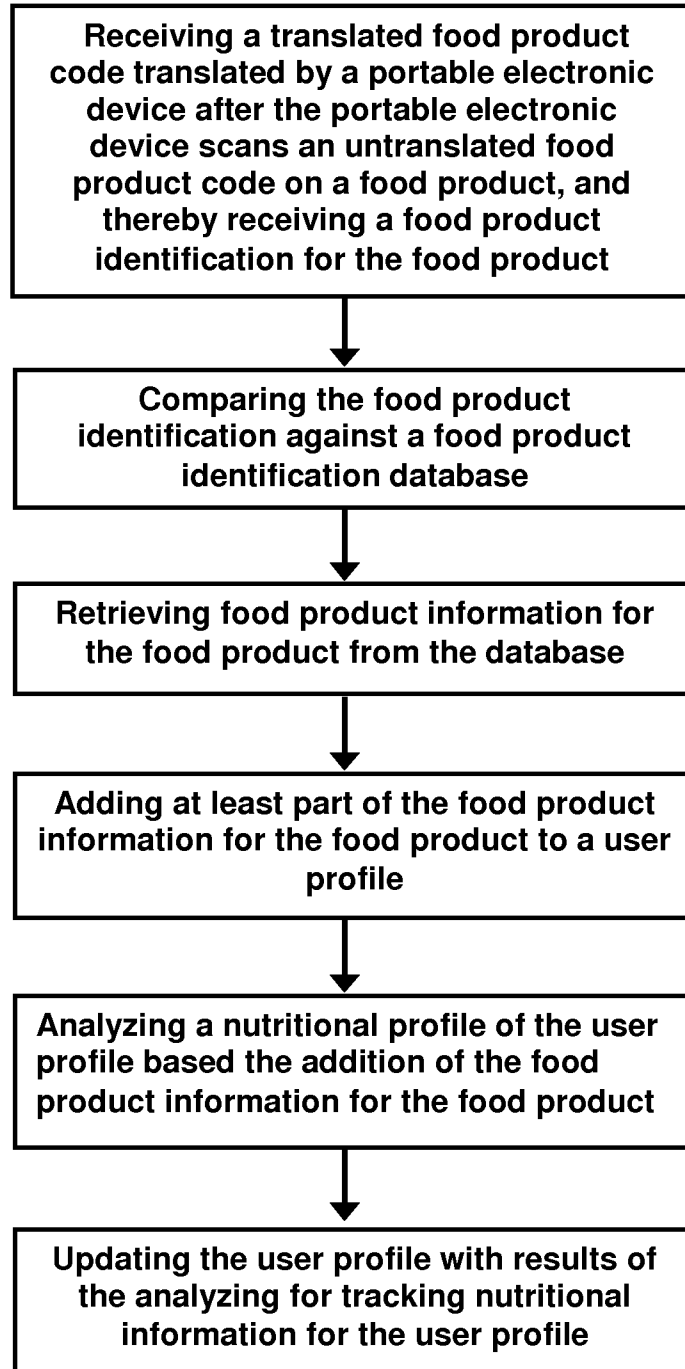 Receiving a translated food product
code translated by a portable electronic
device after the portable electronic
device scans an untranslated food
product code on a food product, and
thereby receiving a food product
identification for the food product
Comparing the food product
identification against a food product
identification database
Retrieving food product information for
the food product from the database
Adding at least part of the food product
information for the food product to a user
profile
Analyzing a nutritional profile of the user
profile based the addition of the food
product information for the food product
Updating the user profile with results of
the analyzing for tracking nutritional
information for the user profile